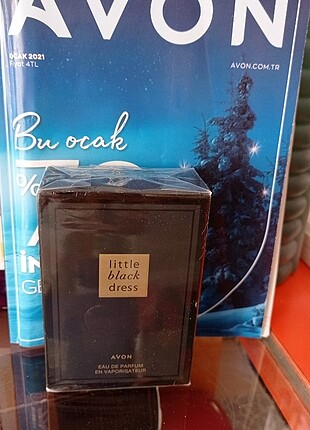 AVON
OCAK 2021
Fiyat 4TL
AVON.COM.TR
Bu ocak
%
little
black
dress
AVON
EAU DE PARFUM
EN VAPORISATEUR